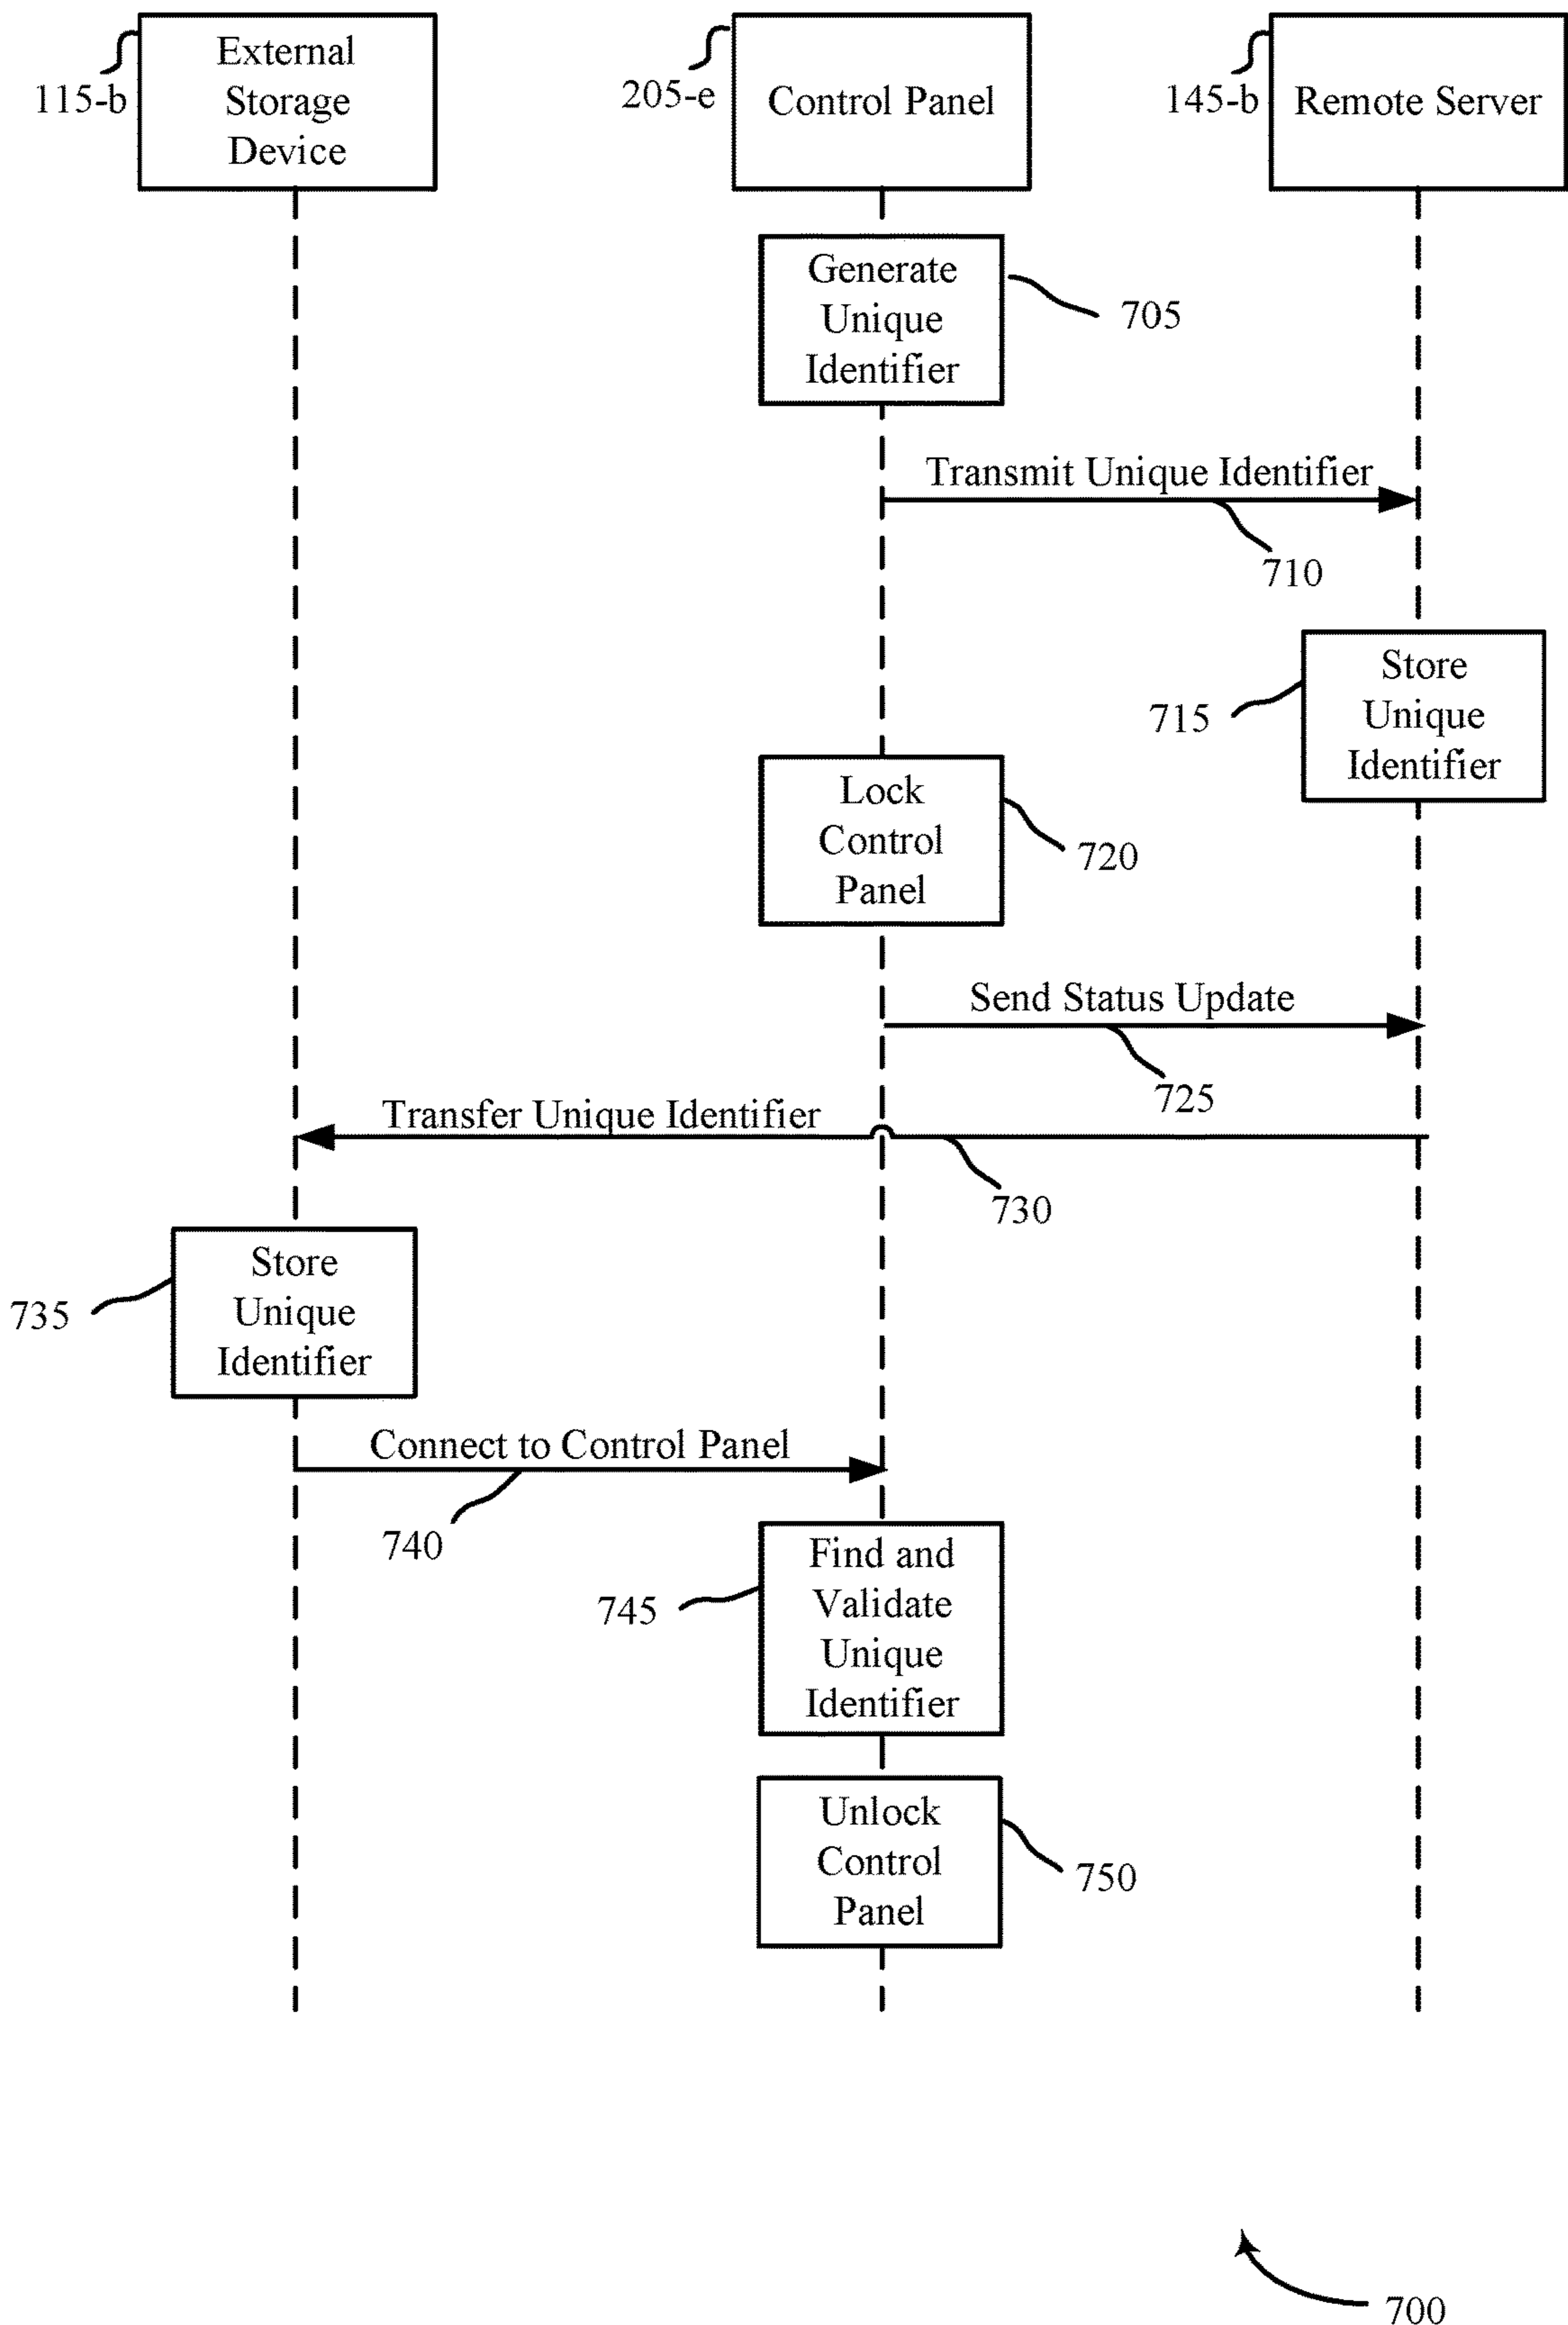 External
Storage
Device
115-b
Control Panel
205-e
Remote Server
145-b
Generate
Unique
Identifier
705
Transmit Unique Identifier
710
Store
Unique
Identifier
715
Lock
Control
Panel
720
Send Status Update
725
Transfer Unique Identifier
730
Store
Unique
Identifier
735
Connect to Control Panel
740
Find and
Validate
Unique
Identifier
745
Unlock
Control
Panel
750
700